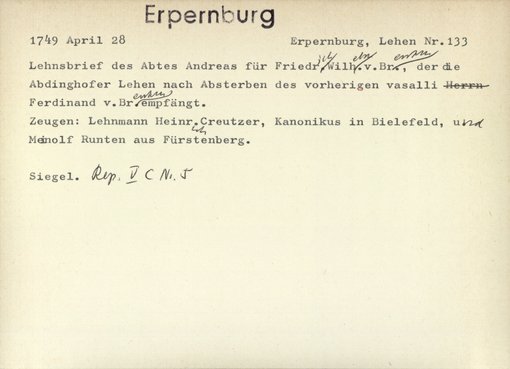 Erpernburg
1749 April 28 Erpernburg, Lehen Nr.133
Lehnsbrief des Abtes Andreas für Friedr.Wilh.v.Br., der die
Abdinghofer Lehen nach Absterben des vorherigen vasalli Herrn
Ferdinand v.Br.empfängt.
Zeugen: Lehnmann Heinr.Creutzer, Kanonikus in Bielefeld, und
Meinolf Runten aus Fürstenberg.
Siegel. Rep. V C Nr. 5